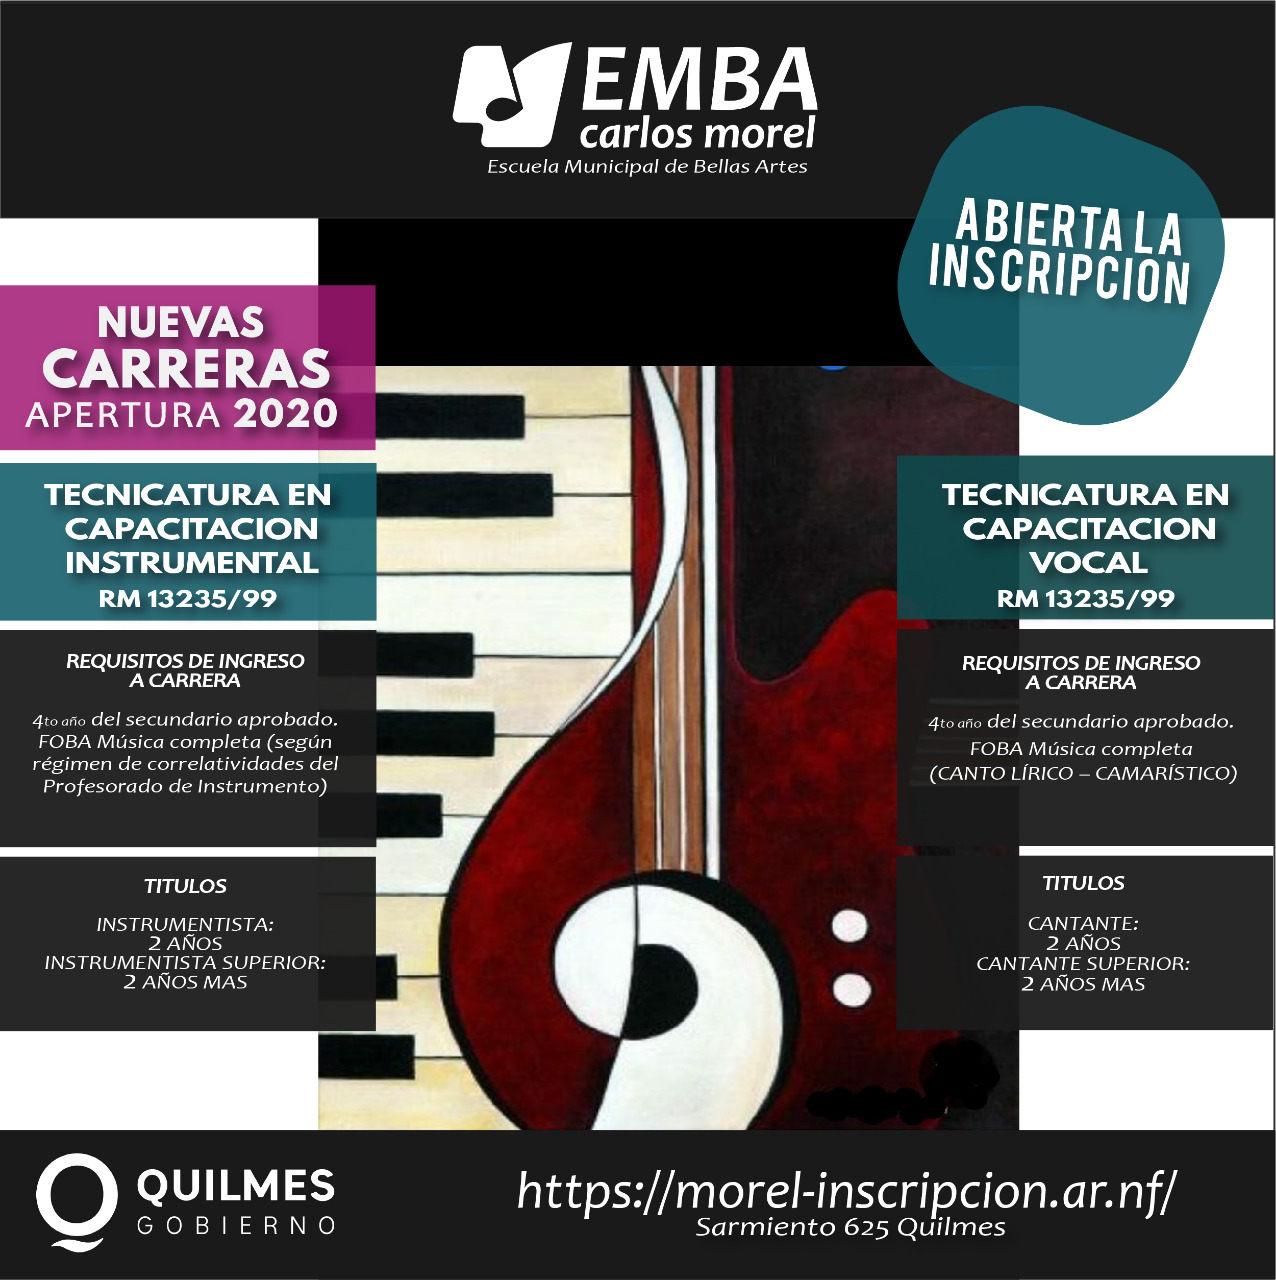 EMBA
carlos morel
Escuela Municipal de Bellas Artes
ABIERTA LA
INSCRIPCION
NUEVAS
CARRERAS
APERTURA 2020
TECNICATURA EN
CAPACITACION
INSTRUMENTAL
RM 13235/99
REQUISITOS DE INGRESO
A CARRERA
4to año del secundario aprobado.
FOBA Música completa (según
régimen de correlatividades del
Profesorado de Instrumento)
TITULOS
INSTRUMENTISTA:
2 AÑOS
INSTRUMENTISTA SUPERIOR:
2 AÑOS MAS
TECNICATURA EN
CAPACITACION
VOCAL
RM 13235/99
REQUISITOS DE INGRESO
A CARRERA
4to año del secundario aprobado.
FOBA Música completa
(CANTO LÍRICO – CAMARÍSTICO)
TITULOS
CANTANTE:
2 AÑOS
CANTANTE SUPERIOR:
2 AÑOS MAS
QUILMES
GOBIERNO
https://morel-inscripcion.ar.nf/
Sarmiento 625 Quilmes